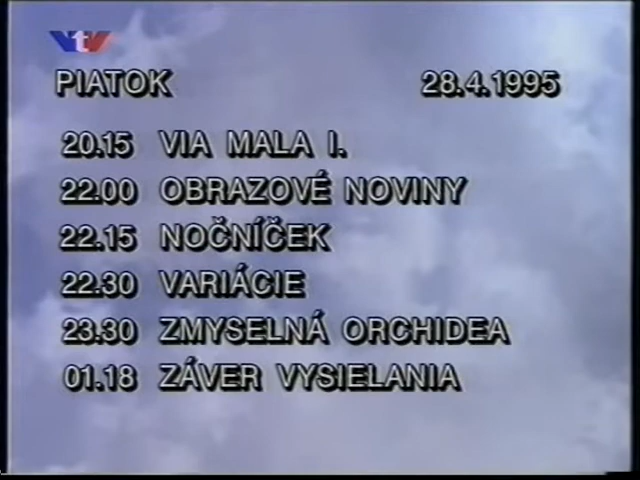 VTV
PIATOK 28.4.1995
20.15 VIA MALA I.
22.00 OBRAZOVÉ NOVINY
22.15 NOČNÍČEK
22.30 VARIÁCIE
23.30 ZMYSELNÁ ORCHIDEA
01.18 ZÁVER VYSIELANIA